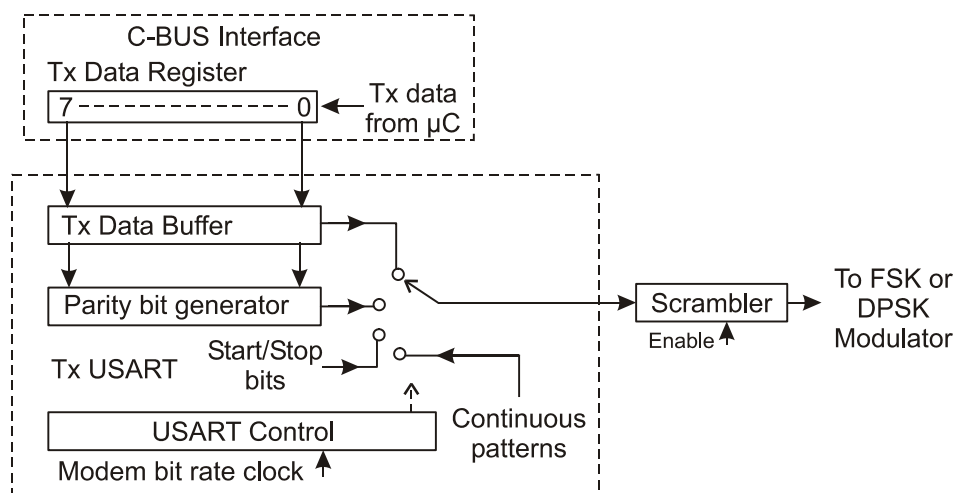 C-BUS Interface
Tx Data Register
7 0
Tx data
from µC
Tx Data Buffer
Parity bit generator
Start/Stop
bits
Tx USART
USART Control
Modem bit rate clock
Continuous
patterns
Scrambler
Enable
To FSK or
DPSK
Modulator